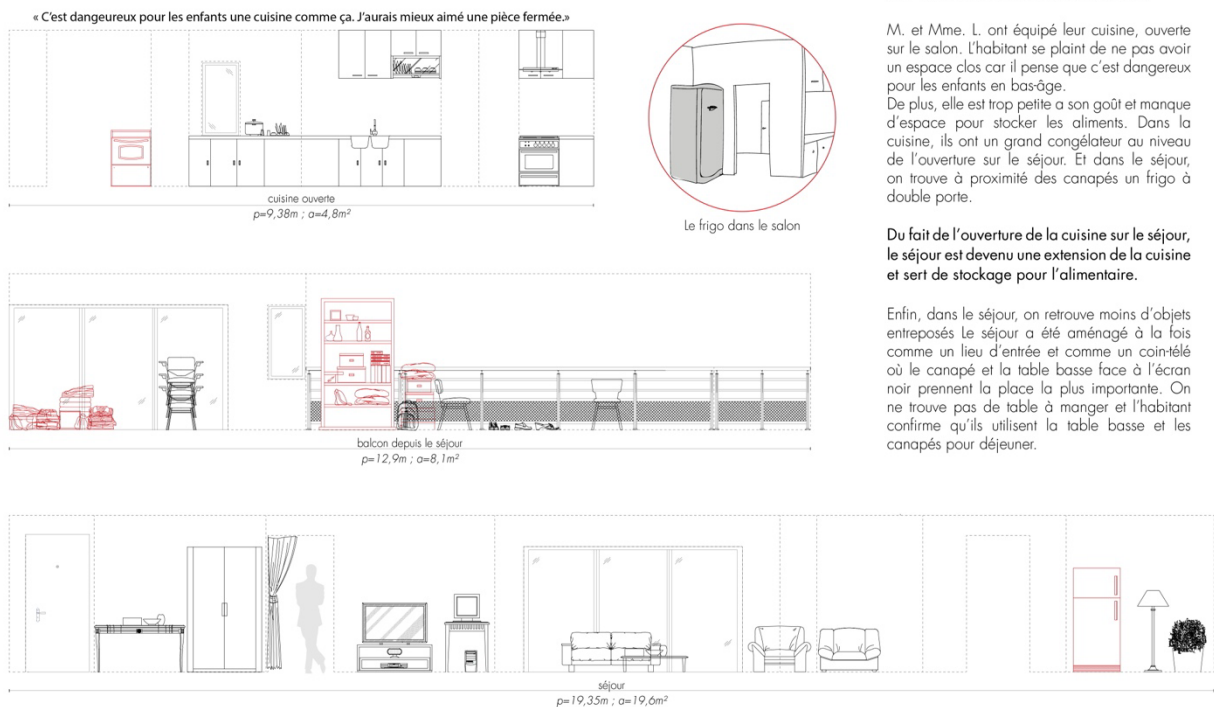 « C'est dangeureux pour les enfants une cuisine comme ça. J'aurais mieux aimé une pièce fermée.»
cuisine ouverte
p=9,38m ; a=4,8m²
Le frigo dans le salon
M. et Mme. L. ont équipé leur cuisine, ouverte
sur le salon. L'habitant se plaint de ne pas avoir
un espace clos car il pense que c'est dangereux
pour les enfants en bas-âge.
De plus, elle est trop petite a son goût et manque
d'espace pour stocker les aliments. Dans la
cuisine, ils ont un grand congélateur au niveau
de l'ouverture sur le séjour. Et dans le séjour,
on trouve à proximité des canapés un frigo à
double porte.
Du fait de l'ouverture de la cuisine sur le séjour,
le séjour est devenu une extension de la cuisine
et sert de stockage pour l'alimentaire.
Enfin, dans le séjour, on retrouve moins d'objets
entreposés Le séjour a été aménagé à la fois
comme un lieu d'entrée et comme un coin-télé
où le canapé et la table basse face à l'écran
noir prennent la place la plus importante. On
ne trouve pas de table à manger et l'habitant
confirme qu'ils utilisent la table basse et les
canapés pour déjeuner.
balcon depuis le séjour
p=12,9m ; a=8,1m²
séjour
p=19,35m ; a=19,6m²